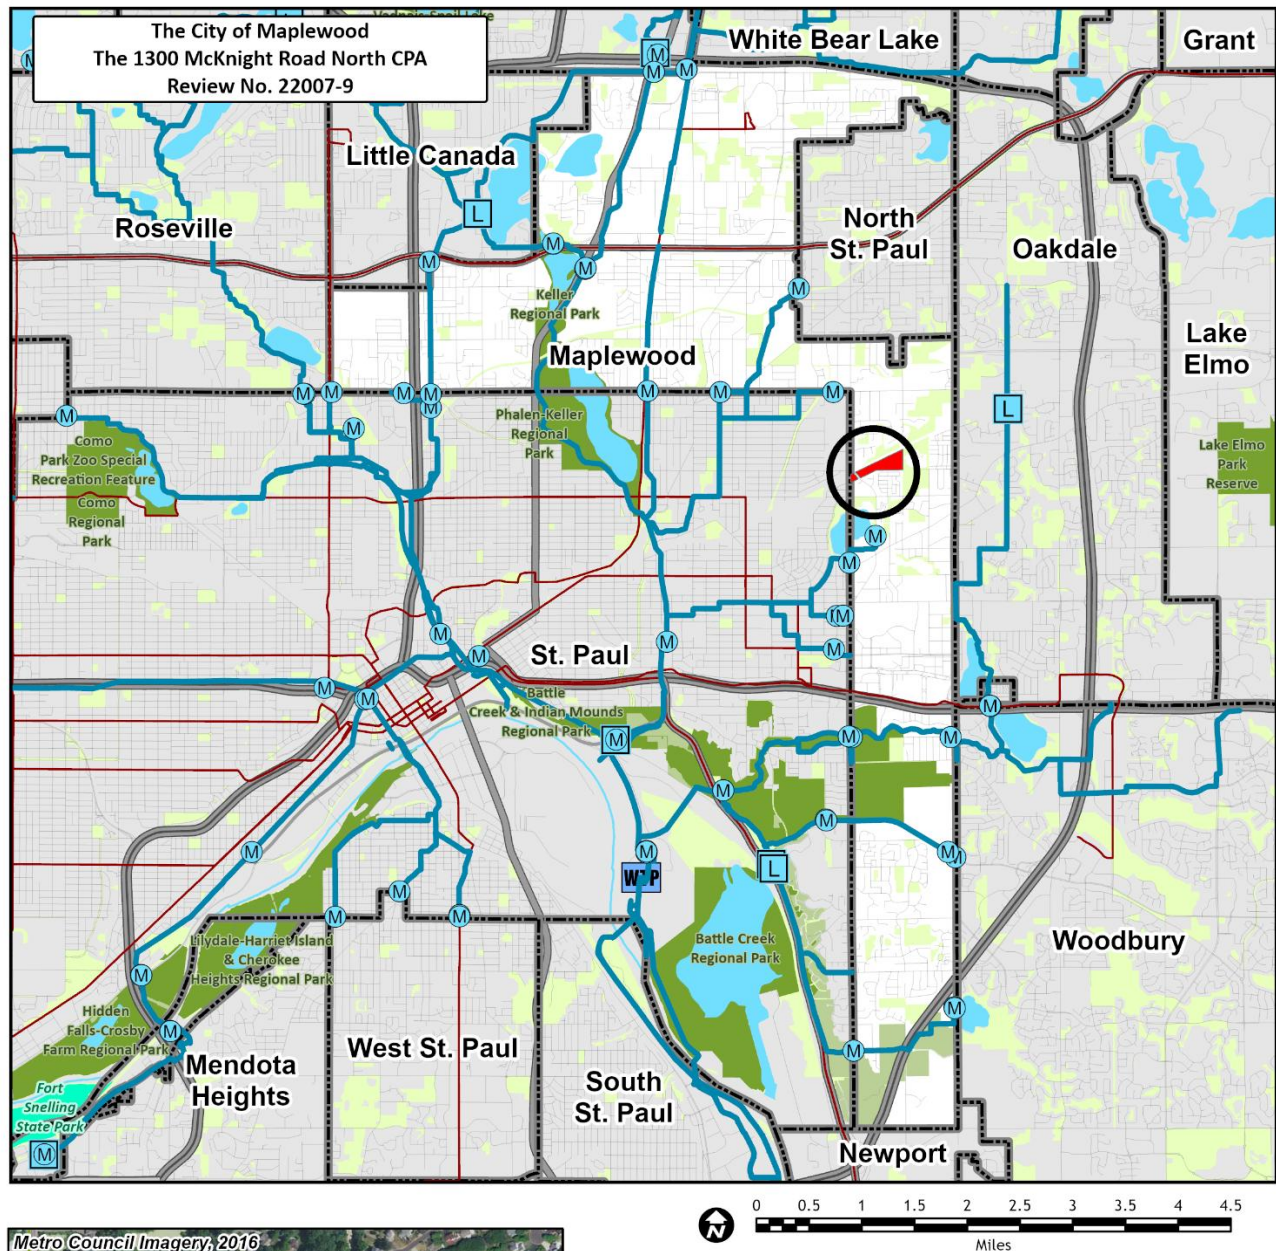 Vadnais-Snail Lake
The City of Maplewood
The 1300 McKnight Road North CPA
Review No. 22007-9
White Bear Lake
Grant
M
M
M
M
Little Canada
L
Roseville
North
St. Paul
Oakdale
M
M
M
Keller
Regional Park
M
Lake
Elmo
Maplewood
M
M
M
M
M
M
M
M
L
M
M
Phalen-Keller
Regional
Park
Como
Park Zoo Special
Recreation Feature
Como
Regional
Park
Lake Elmo
Park
Reserve
M
M
M
M
M
M
M
St. Paul
M
M
M
M
Battle
Creek & Indian Mounds
Regional Park
M
M
M
M
M
M
M
M
M
L
WTP
M
M
M
Battle Creek
Regional Park
Woodbury
Lilydale-Harriet Island
& Cherokee
Heights Regional Park
M
M
Hidden
Falls-Crosby
Farm Regional Park
M
M
Mendota
Heights
West St. Paul
South
St. Paul
Fort
Snelling
State Park
M
Newport
N
0 0.5 1 1.5 2 2.5 3 3.5 4 4.5
Miles
Metro Council Imagery, 2016